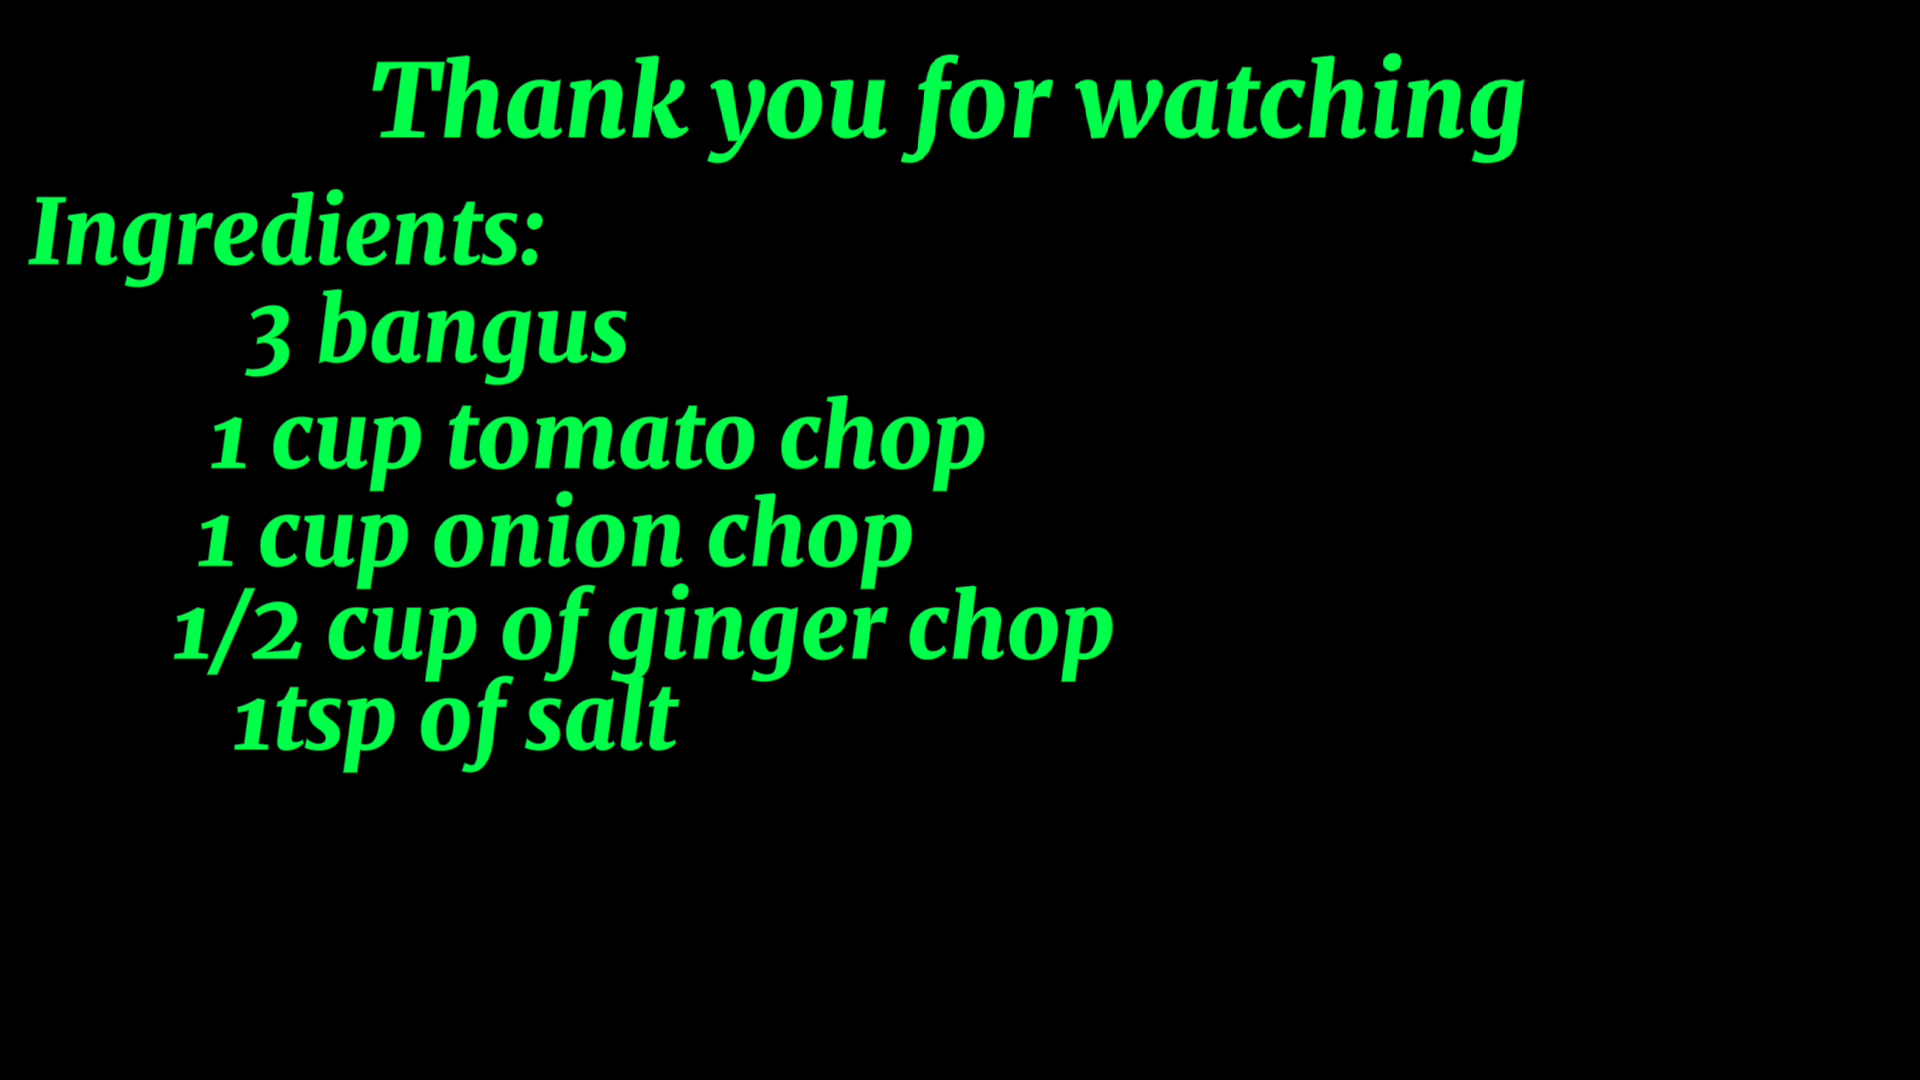 Thank you for watching
Ingredients:
3 bangus
1 cup tomato chop
1 cup onion chop
1/2 cup of ginger chop
1tsp of salt